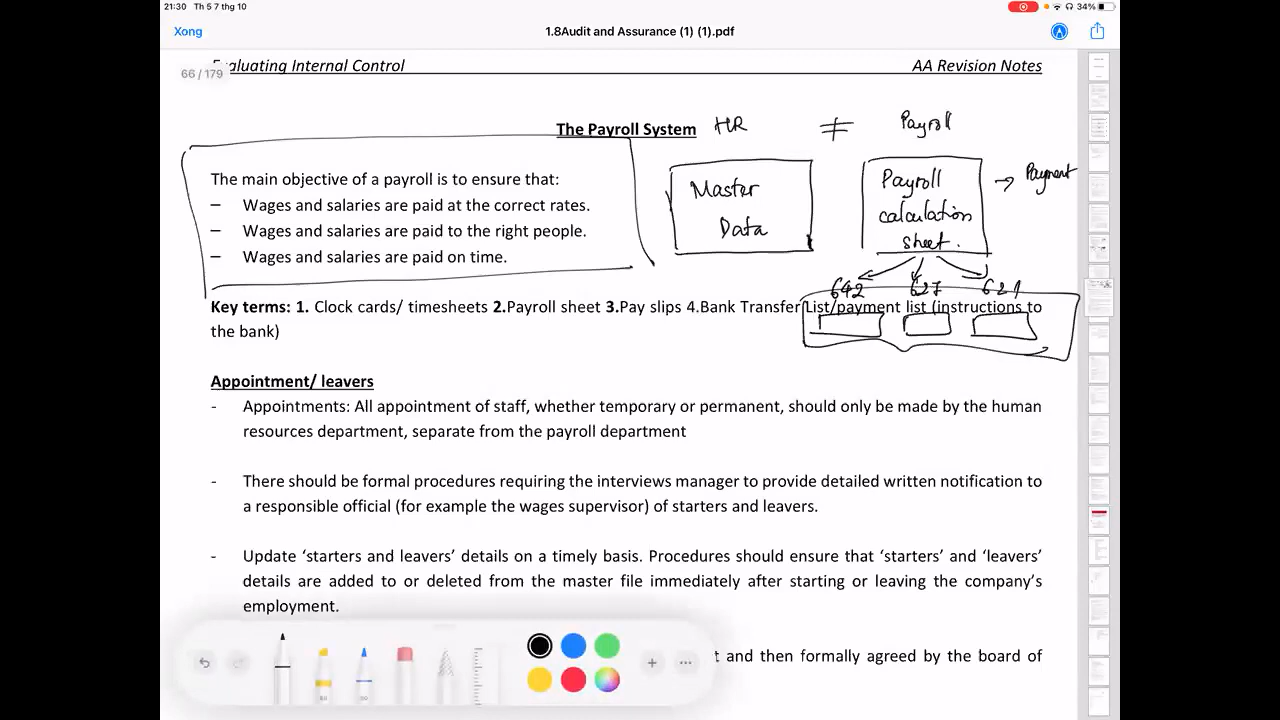 21:30 Th 5 7 thg 10
34%
Xong
1.8Audit and Assurance (1) (1).pdf
66 / 179
Evaluating Internal Control
AA Revision Notes
The Payroll System
HR ≠ Payroll
The main objective of a payroll is to ensure that:
– Wages and salaries are paid at the correct rates.
– Wages and salaries are paid to the right people.
– Wages and salaries are paid on time.
Master
Data
Payroll
calculation
sheet.
→ Payment
642 627 621
Key terms: 1. Clock cards/ timesheets 2.Payroll sheet 3.Pay slips 4.Bank Transfer List/payment list (instructions to
the bank)
Appointment/ leavers
- Appointments: All appointment of staff, whether temporary or permanent, should only be made by the human
resources department, separate from the payroll department
- There should be formal procedures requiring the interviews manager to provide detailed written notification to
a responsible official (for example the wages supervisor) of starters and leavers.
- Update ‘starters and leavers’ details on a timely basis. Procedures should ensure that ‘starters’ and ‘leavers’
details are added to or deleted from the master file immediately after starting or leaving the company’s
employment.
t and then formally agreed by the board of